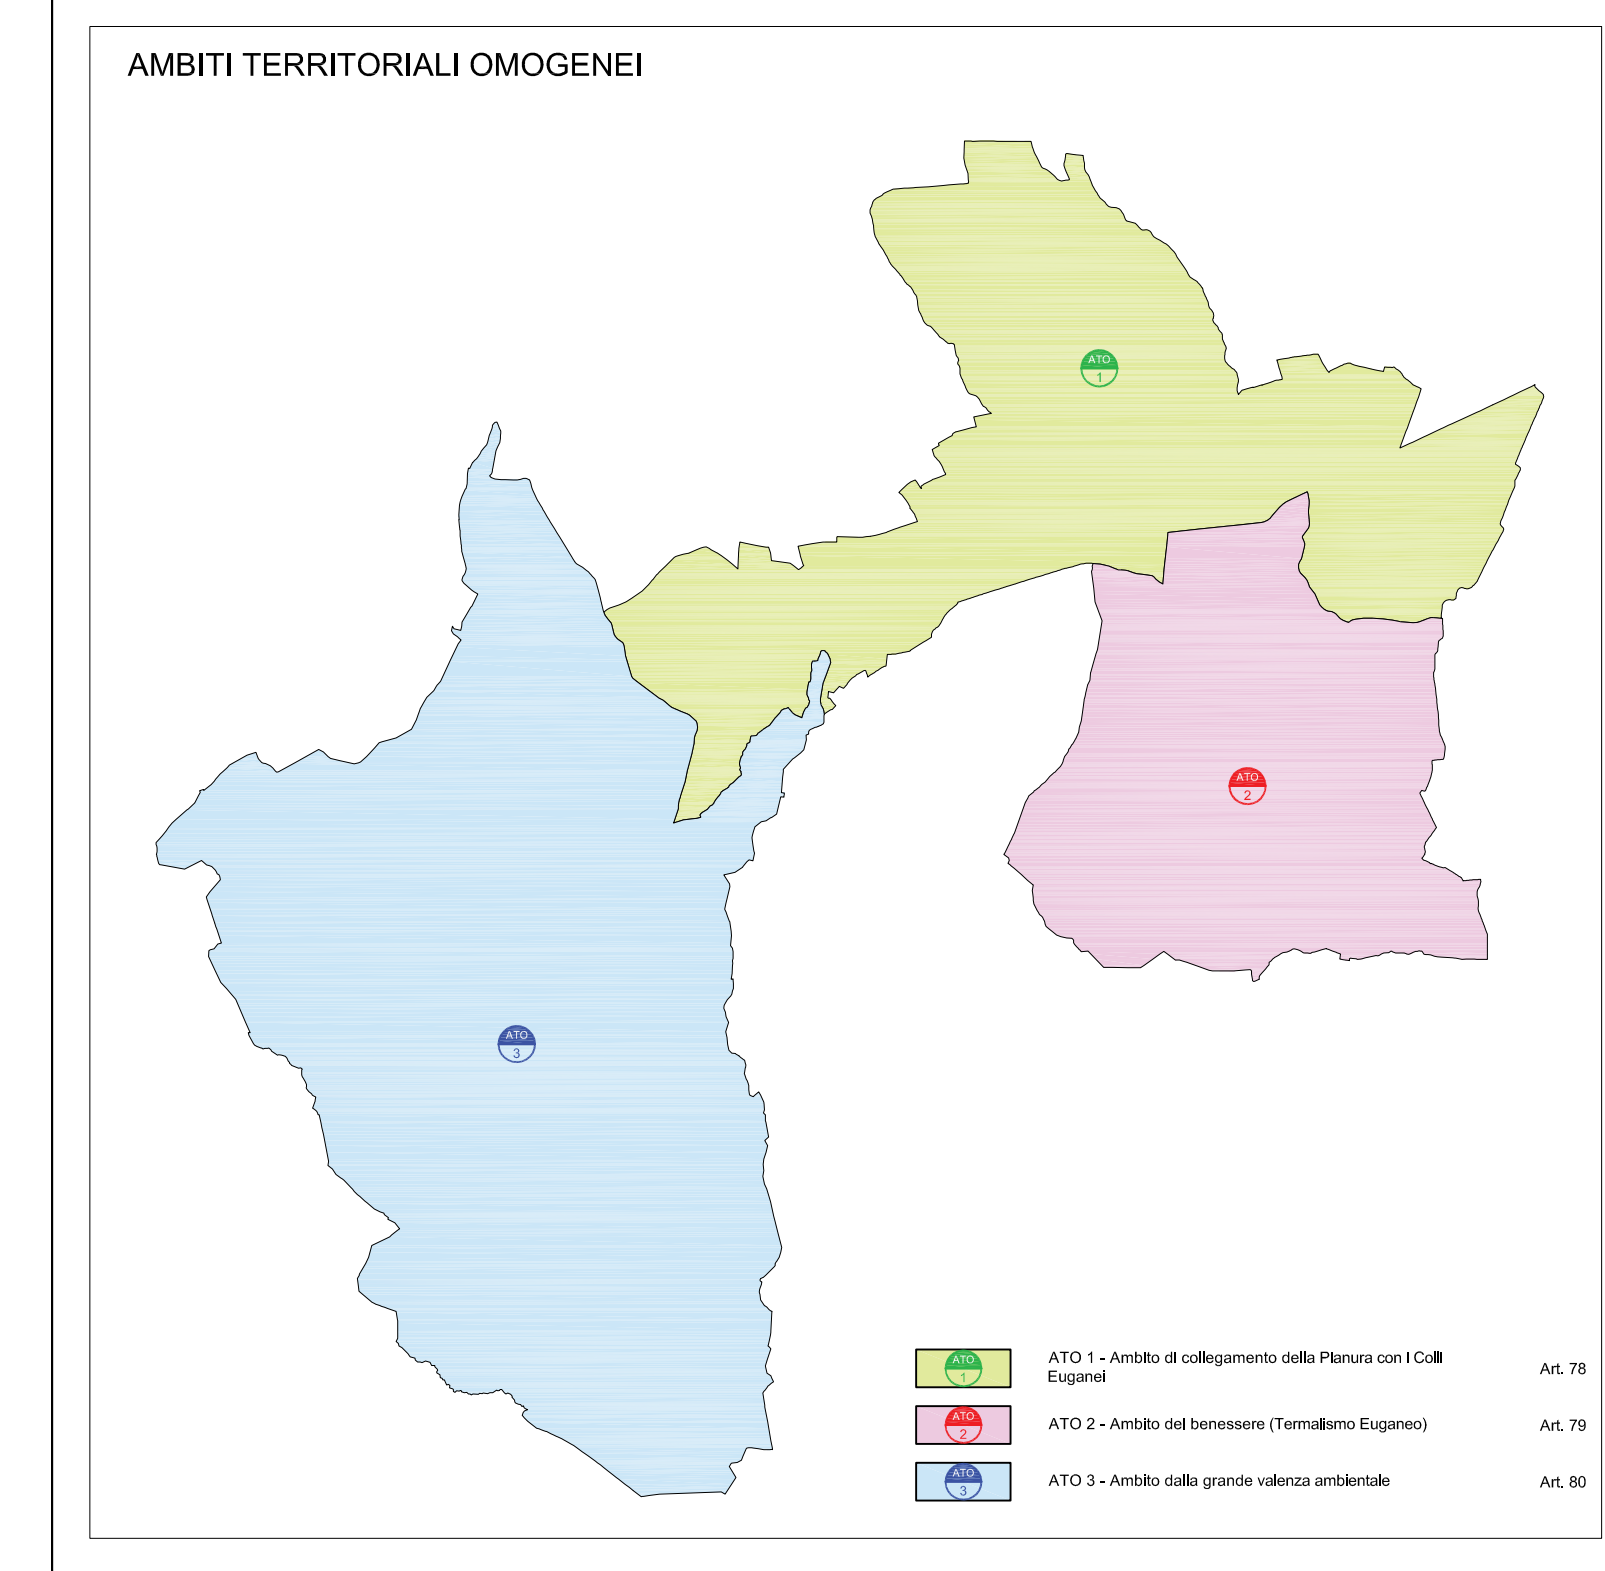 AMBITI TERRITORIALI OMOGENEI
ATO
1
ATO
2
ATO
3
ATO
1
ATO 1 - Ambito di collegamento della Pianura con i Colli
Euganei
Art. 78
ATO
2
ATO 2 - Ambito del benessere (Termalismo Euganeo)
Art. 79
ATO
3
ATO 3 - Ambito dalla grande valenza ambientale
Art. 80